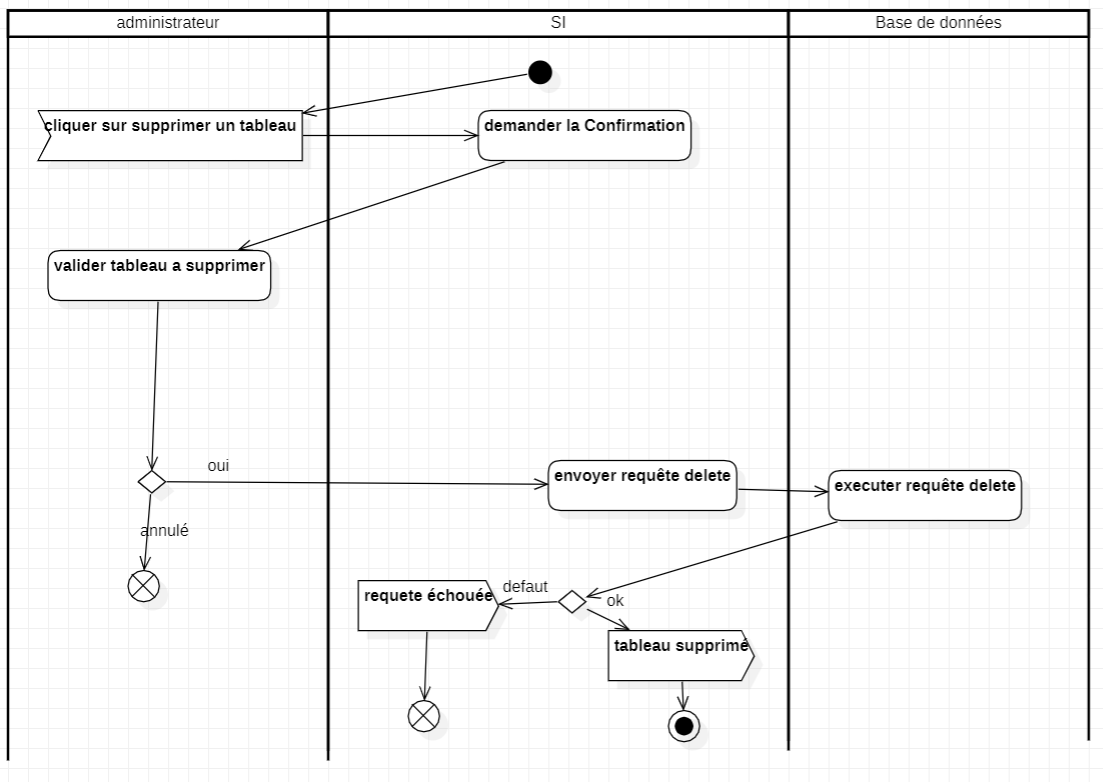 administrateur
SI
Base de données
cliquer sur supprimer un tableau
demander la Confirmation
valider tableau a supprimer
oui
envoyer requête delete
executer requête delete
annulé
requete échouée
defaut
ok
tableau supprimé